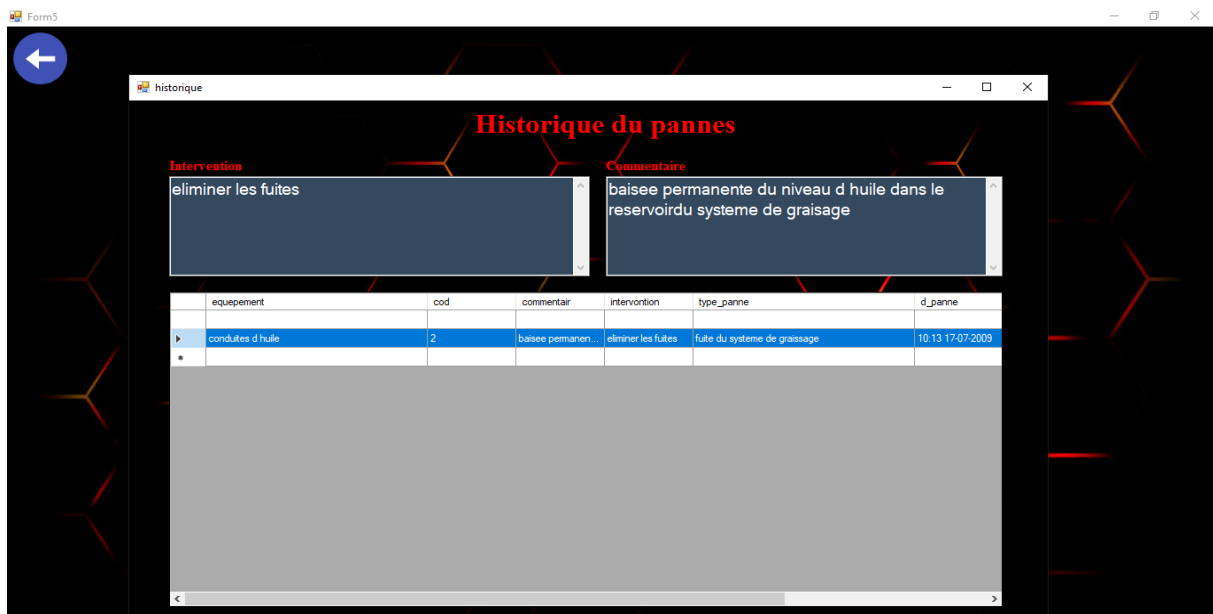 Form5
historique
Historique du pannes
Intervention
Commentaire
eliminer les fuites
baisee permanente du niveau d huile dans le
reservoirdu systeme de graisage
equepement cod commentair intervontion type_panne d_panne
conduites d huile 2 baisee permanen... eliminer les fuites fuite du systeme de graissage 10:13 17-07-2009